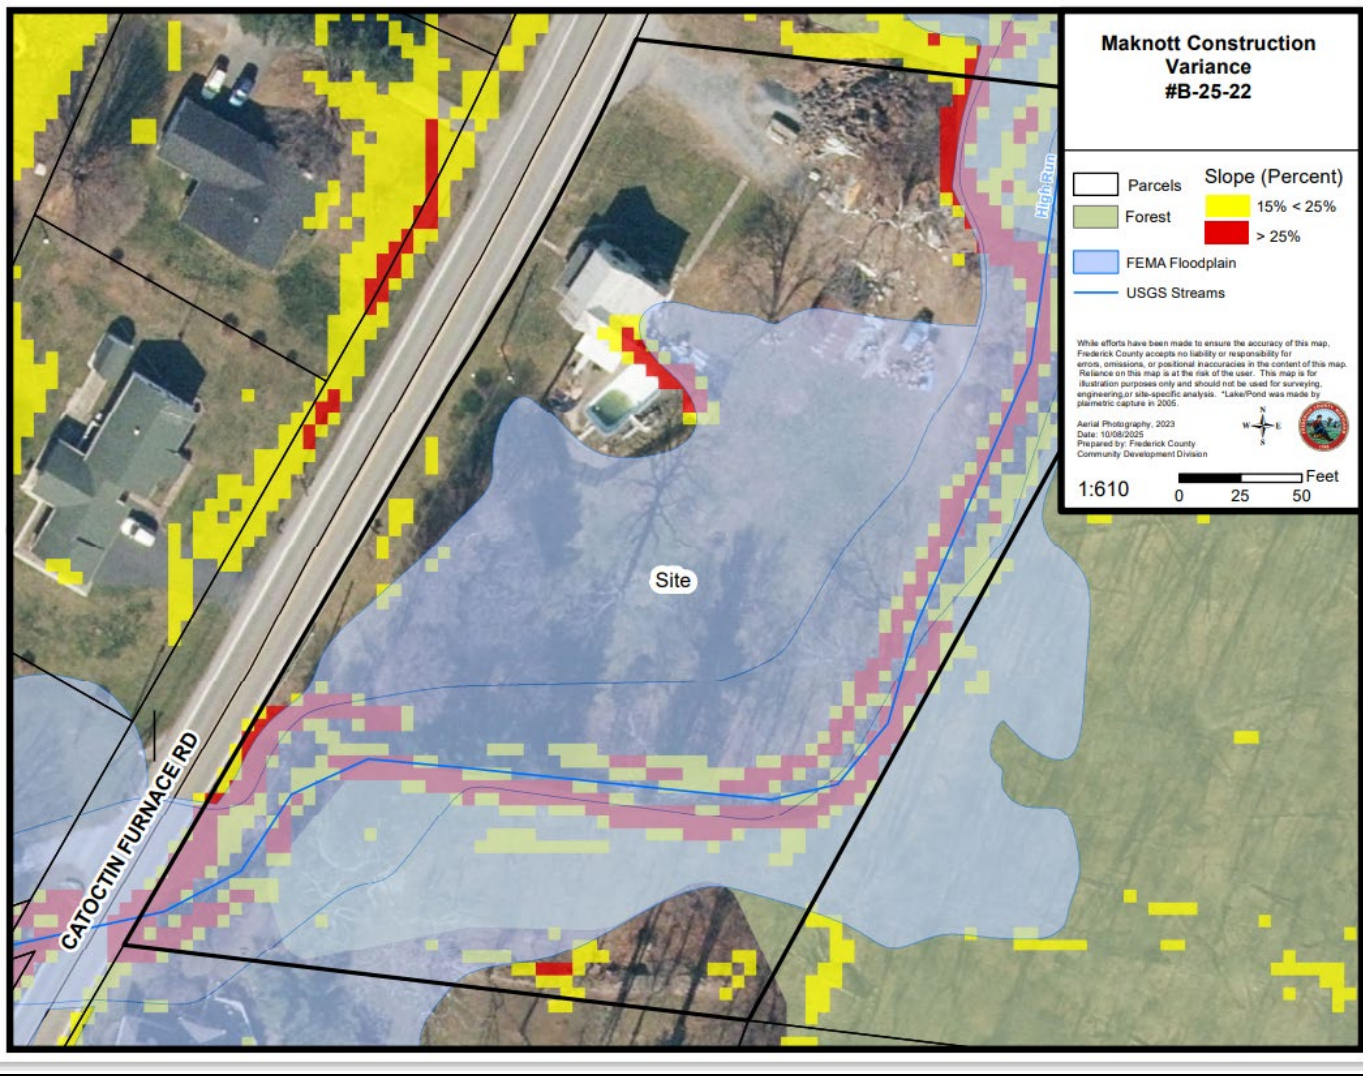 Maknott Construction
Variance
#B-25-22
Parcels
Forest
FEMA Floodplain
USGS Streams
Slope (Percent)
15% < 25%
> 25%
While efforts have been made to ensure the accuracy of this map,
Frederick County accepts no liability or responsibility for
errors, omissions, or positional inaccuracies in the content of this map.
Reliance on this map is at the risk of the user. This map is for
illustration purposes only and should not be used for surveying,
engineering,or site-specific analysis. *Lake/Pond was made by
plaimetric capture in 2005.
Aerial Photography, 2023
Date: 10/08/2025
Prepared by: Frederick County
Community Development Division
N
W E
S
1:610
Feet
0 25 50
High Run
Site
CATOCTIN FURNACE RD